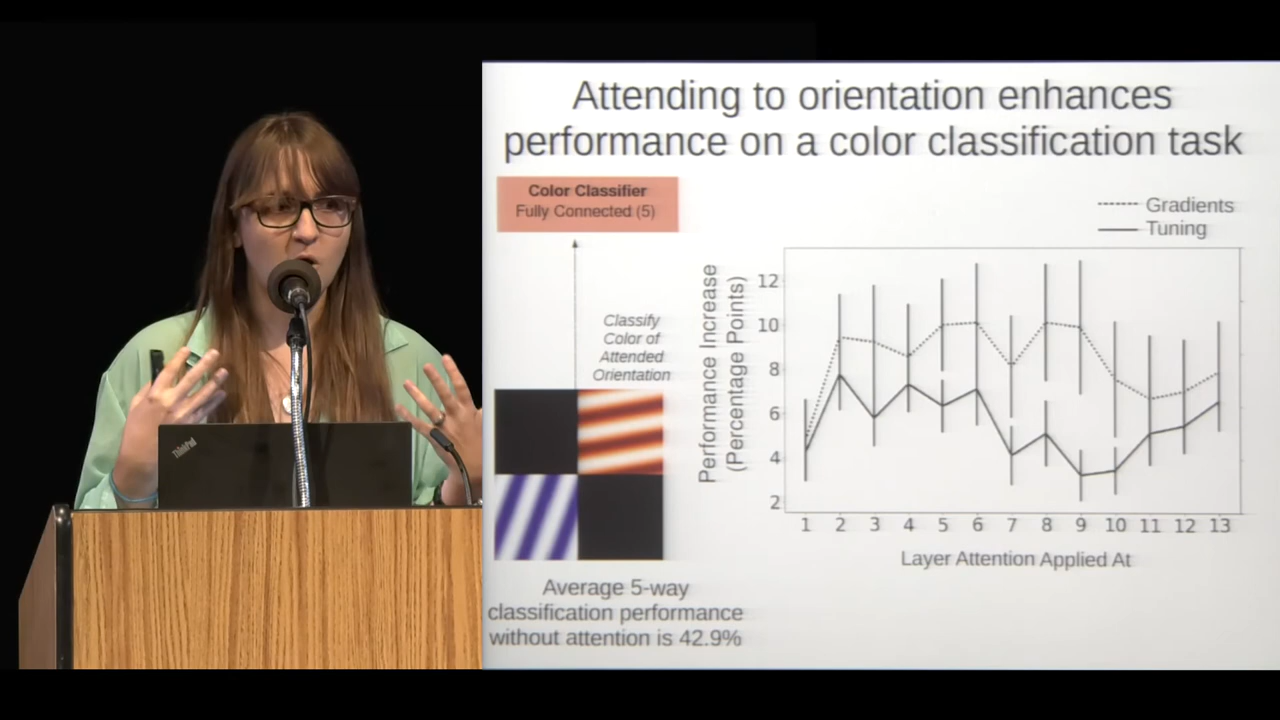 Attending to orientation enhances
performance on a color classification task
Color Classifier
Fully Connected (5)
Classify
Color of
Attended
Orientation
Average 5-way
classification performance
without attention is 42.9%
Gradients
Tuning
Performance Increase
(Percentage Points)
12
10
8
6
4
2
1 2 3 4 5 6 7 8 9 10 11 12 13
Layer Attention Applied At
ThinkPad